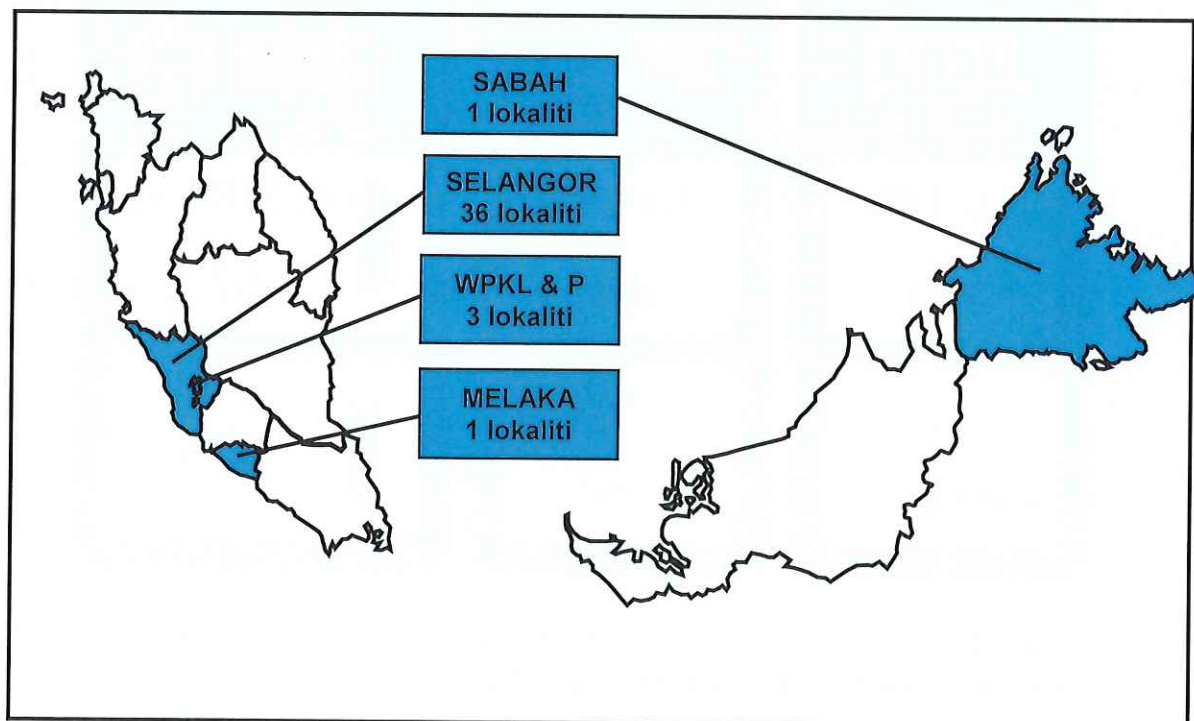 SABAH
1 lokaliti
SELANGOR
36 lokaliti
WPKL & P
3 lokaliti
MELAKA
1 lokaliti